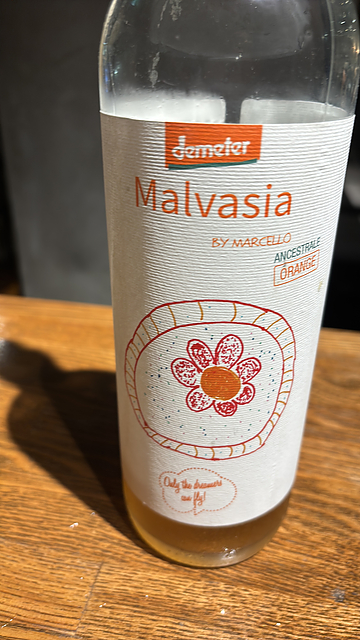 demeter
Malvasia
BY MARCELLO
ANCESTRALE
ORANGE
Only the dreamers
can fly!